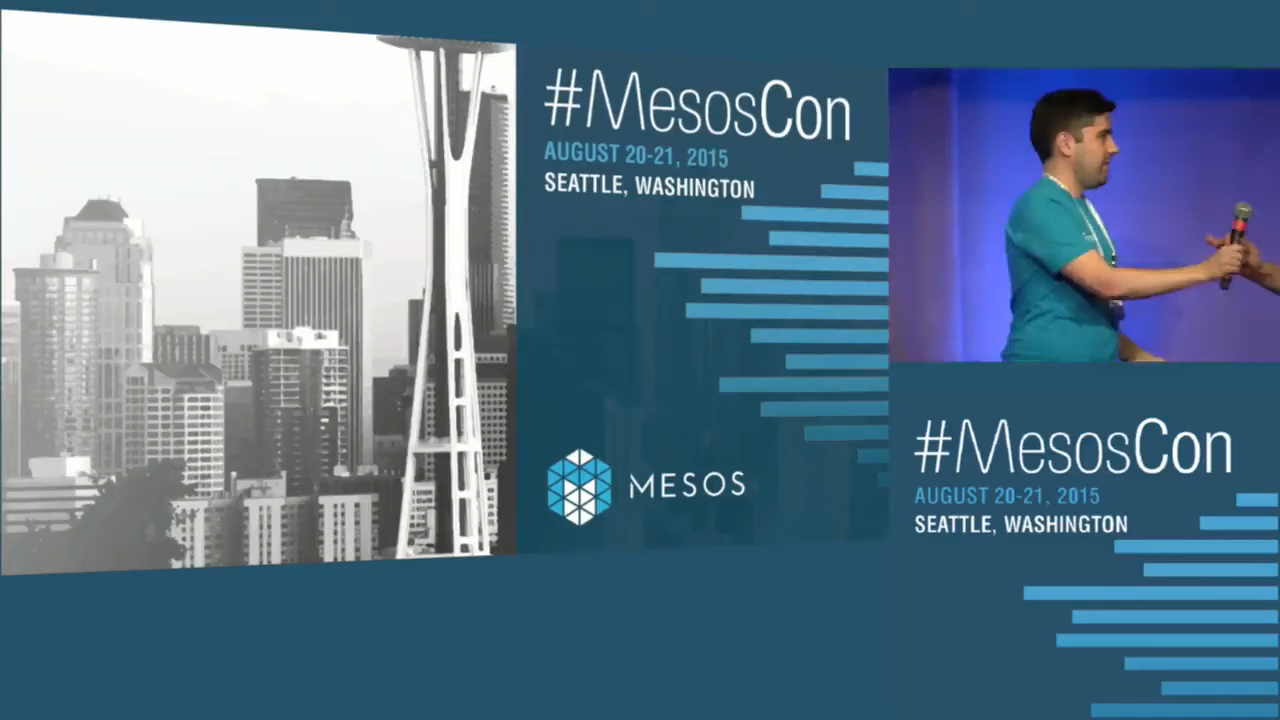 #MesosCon
AUGUST 20-21, 2015
SEATTLE, WASHINGTON
MESOS
#MesosCon
AUGUST 20-21, 2015
SEATTLE, WASHINGTON